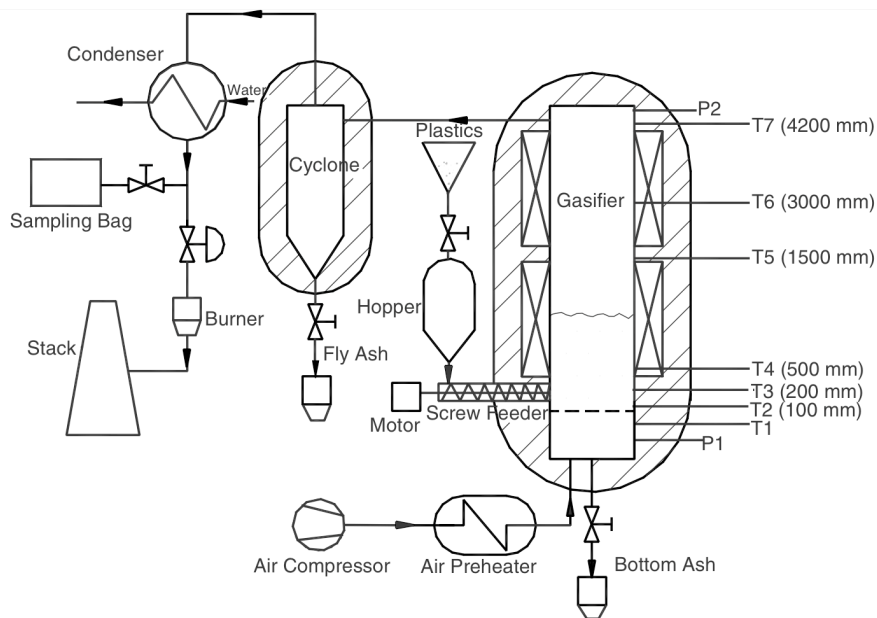 Condenser
Water
P2
T7 (4200 mm)
Plastics
Cyclone
Gasifier
T6 (3000 mm)
Sampling Bag
T5 (1500 mm)
Hopper
Burner
Stack
Fly Ash
T4 (500 mm)
T3 (200 mm)
T2 (100 mm)
Motor
Screw Feeder
T1
P1
Air Compressor
Air Preheater
Bottom Ash